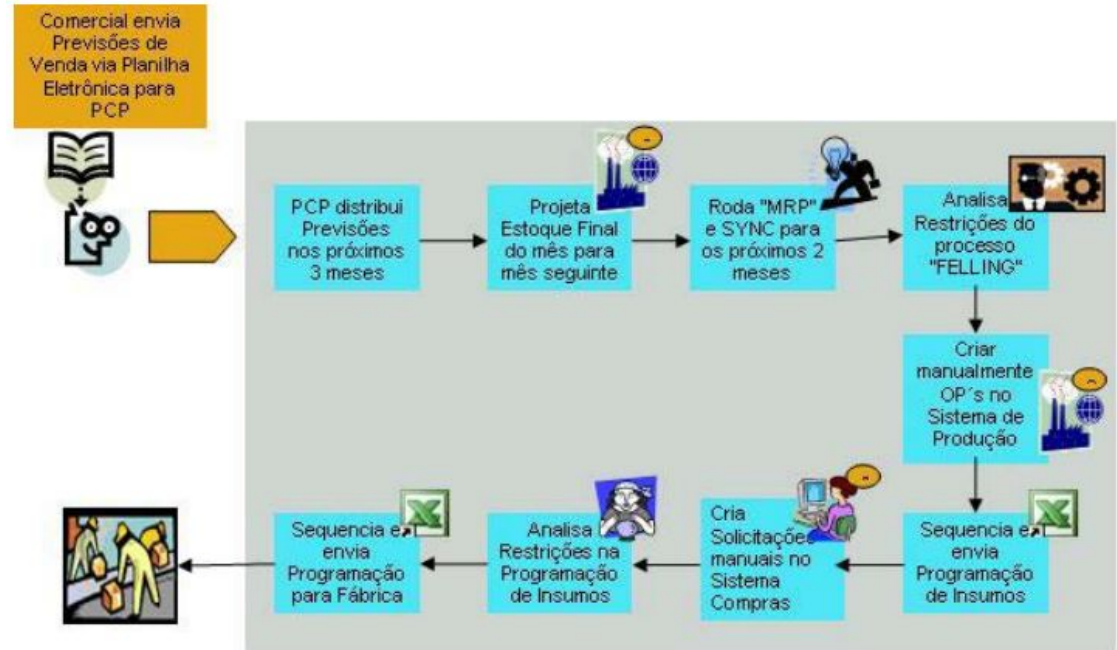 Comercial envia
Previsões de
Venda via Planilha
Eletrônica para
PCP
PCP distribui
Previsões
nos próximos
3 meses
Projeta
Estoque Final
do mês para
mês seguinte
Roda "MRP"
e SYNC para
os próximos 2
meses
Analisa
Restrições do
processo
"FELLING"
Criar
manualmente
OP´s no
Sistema de
Produção
Sequencia e
envia
Programação
de Insumos
Cria
Solicitações
manuais no
Sistema
Compras
Analisa
Restrições na
Programação
de Insumos
Sequencia e
envia
Programação
para Fábrica